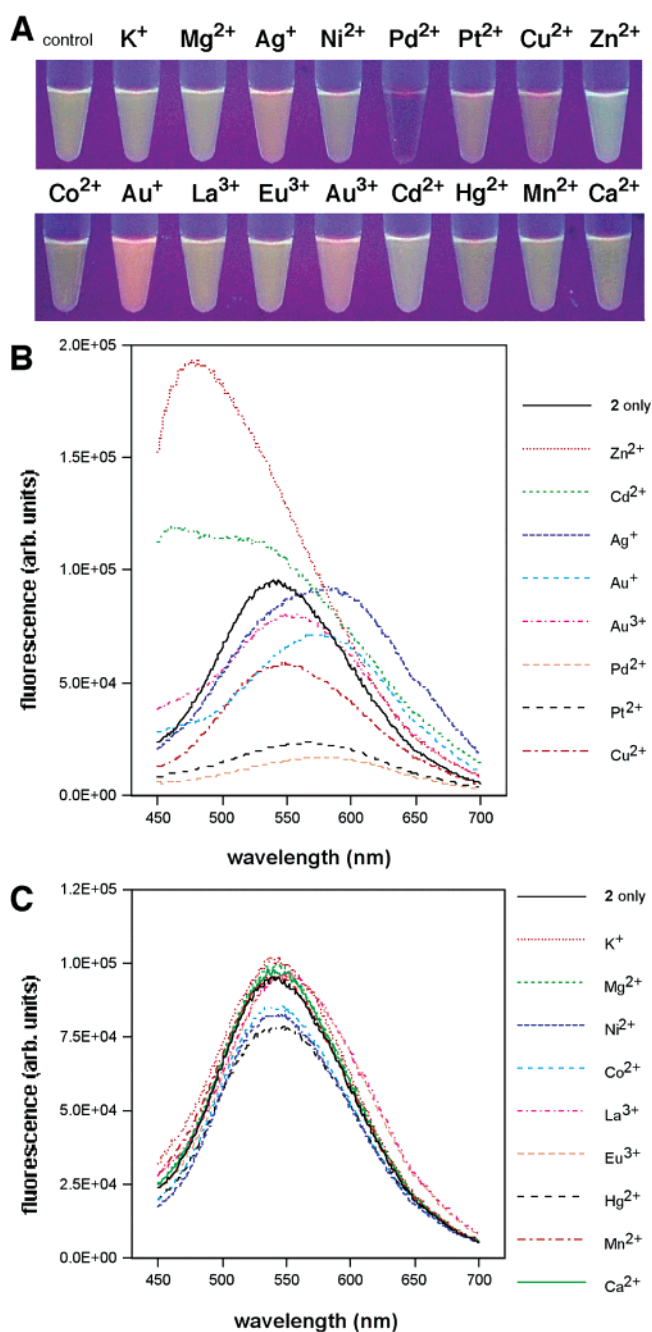 A
control K⁺ Mg²⁺ Ag⁺ Ni²⁺ Pd²⁺ Pt²⁺ Cu²⁺ Zn²⁺
Co²⁺ Au⁺ La³⁺ Eu³⁺ Au³⁺ Cd²⁺ Hg²⁺ Mn²⁺ Ca²⁺
B
fluorescence (arb. units)
2.0E+05
1.5E+05
1.0E+05
5.0E+04
0.0E+00
450 500 550 600 650 700
wavelength (nm)
2 only
Zn²⁺
Cd²⁺
Ag⁺
Au⁺
Au³⁺
Pd²⁺
Pt²⁺
Cu²⁺
C
fluorescence (arb. units)
1.2E+05
1.0E+05
7.5E+04
5.0E+04
2.5E+04
0.0E+00
450 500 550 600 650 700
wavelength (nm)
2 only
K⁺
Mg²⁺
Ni²⁺
Co²⁺
La³⁺
Eu³⁺
Hg²⁺
Mn²⁺
Ca²⁺